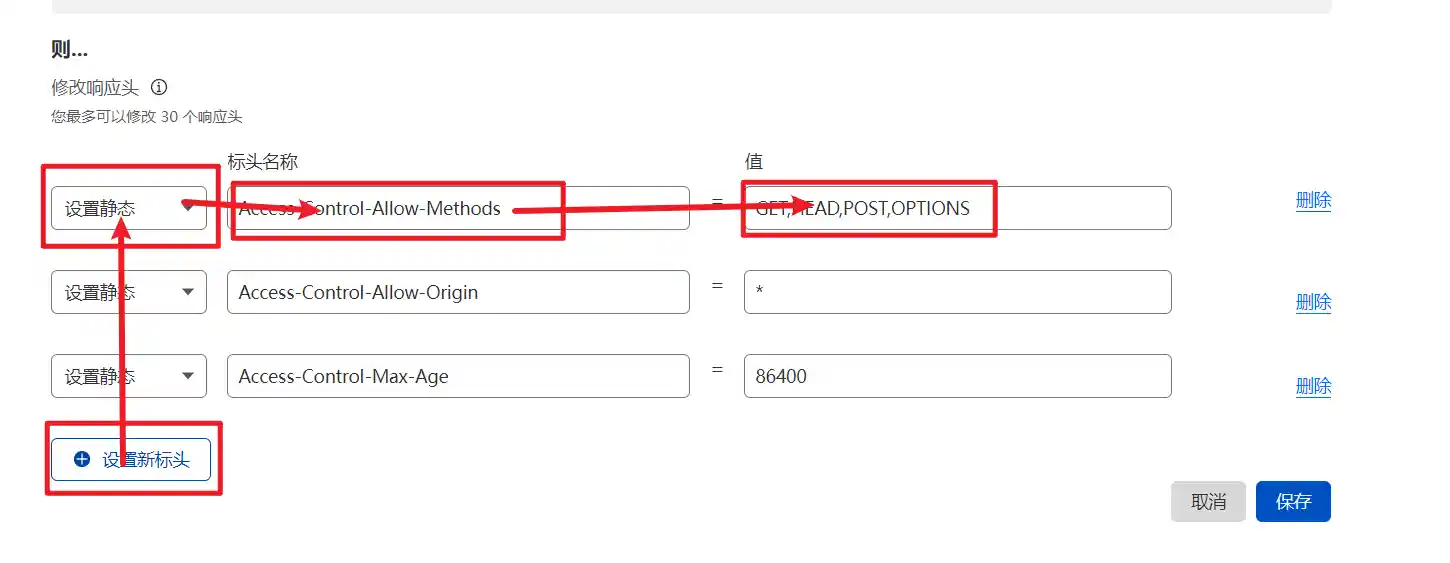 则...
修改响应头
您最多可以修改 30 个响应头
标头名称 值
设置静态 Access-Control-Allow-Methods = GET,HEAD,POST,OPTIONS 删除
设置静态 Access-Control-Allow-Origin = * 删除
设置静态 Access-Control-Max-Age = 86400 删除
设置新标头
取消 保存